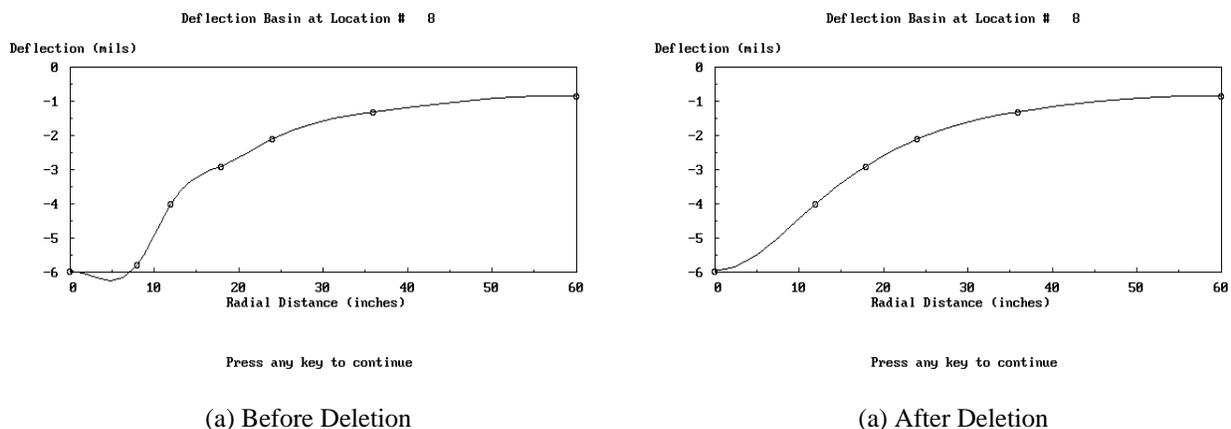 Deflection Basin at Location # 8
Deflection (mils)
0
-1
-2
-3
-4
-5
-6
0 10 20 30 40 50 60
Radial Distance (inches)
Press any key to continue
(a) Before Deletion
Deflection Basin at Location # 8
Deflection (mils)
0
-1
-2
-3
-4
-5
-6
0 10 20 30 40 50 60
Radial Distance (inches)
Press any key to continue
(a) After Deletion